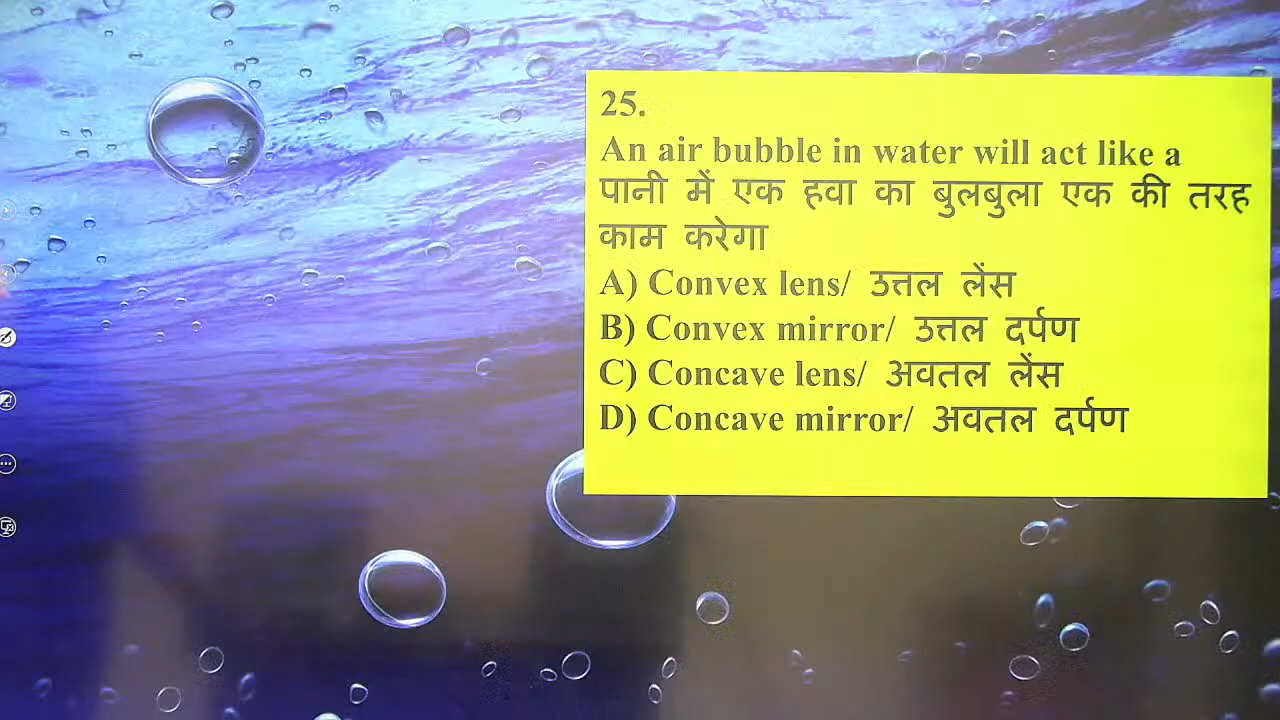 25.
An air bubble in water will act like a
पानी में एक हवा का बुलबुला एक की तरह
काम करेगा
A) Convex lens/ उत्तल लेंस
B) Convex mirror/ उत्तल दर्पण
C) Concave lens/ अवतल लेंस
D) Concave mirror/ अवतल दर्पण